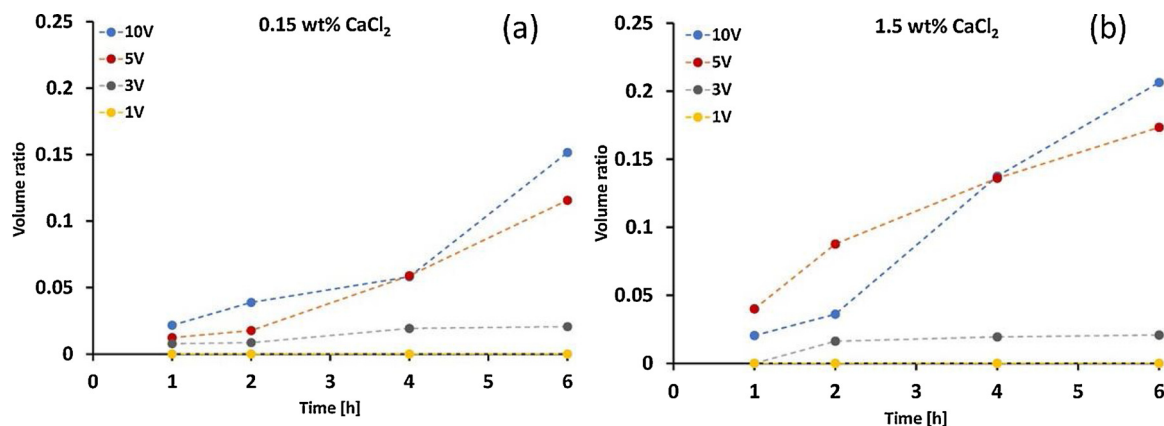 0.15 wt% CaCl₂
(a)
10V
5V
3V
1V
0.25
0.2
0.15
0.1
0.05
0
Volume ratio
0 1 2 3 4 5 6
Time [h]
1.5 wt% CaCl₂
(b)
10V
5V
3V
1V
0.25
0.2
0.15
0.1
0.05
0
Volume ratio
0 1 2 3 4 5 6
Time [h]